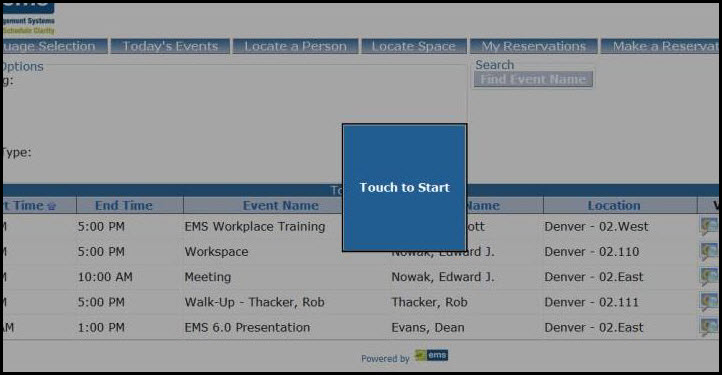 ems
gement Systems
Schedule Clarity
uage Selection Today's Events Locate a Person Locate Space My Reservations Make a Reservat
Options Search
g: Find Event Name
Type:
Touch to Start
To
rt Time End Time Event Name Name Location V
M 5:00 PM EMS Workplace Training ott Denver - 02.West
M 5:00 PM Workspace Nowak, Edward J. Denver - 02.110
M 10:00 AM Meeting Nowak, Edward J. Denver - 02.East
M 5:00 PM Walk-Up - Thacker, Rob Thacker, Rob Denver - 02.111
AM 1:00 PM EMS 6.0 Presentation Evans, Dean Denver - 02.East
Powered by ems